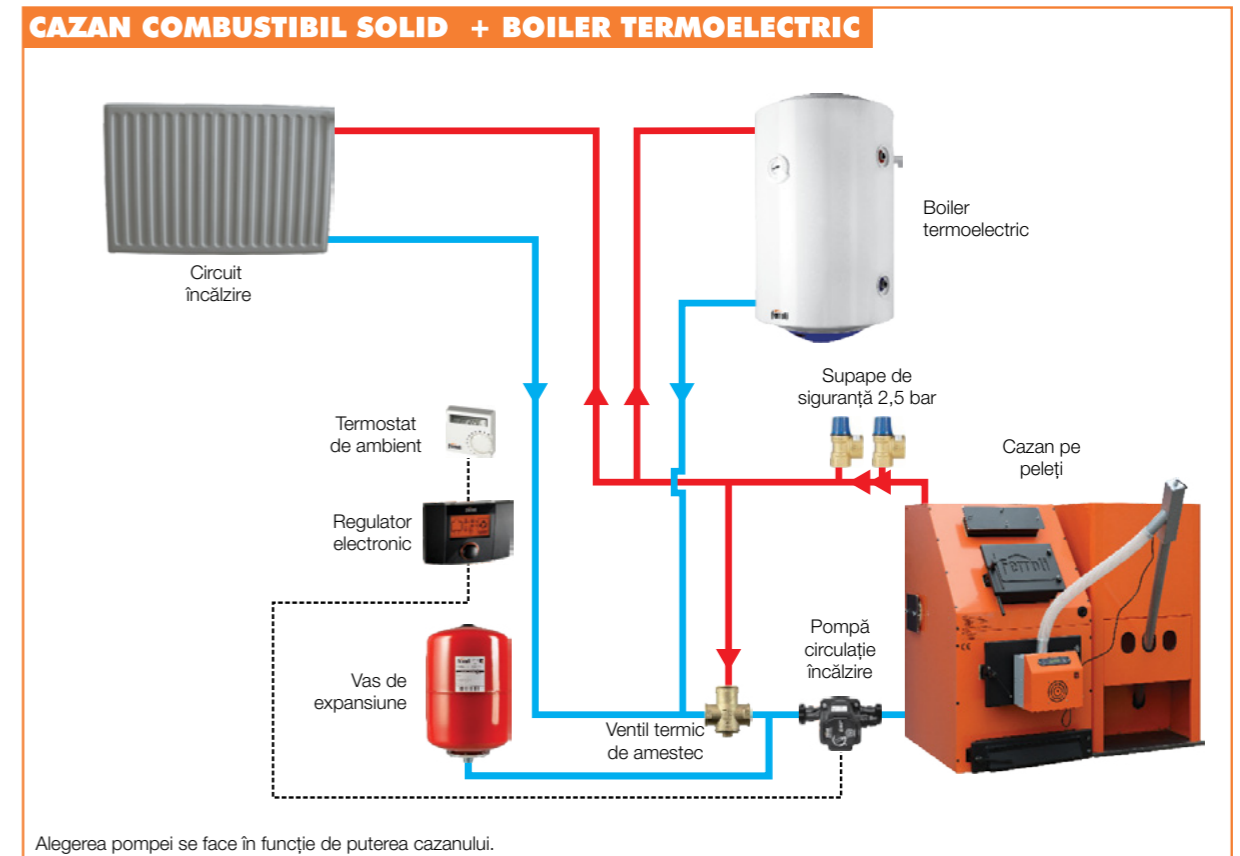 CAZAN COMBUSTIBIL SOLID + BOILER TERMOELECTRIC
Circuit
încălzire
Boiler
termoelectric
Supape de
siguranță 2,5 bar
Termostat
de ambient
Cazan pe
peleți
Regulator
electronic
Ferroli
Pompă
circulație
încălzire
Vas de
expansiune
Ventil termic
de amestec
Alegerea pompei se face în funcție de puterea cazanului.